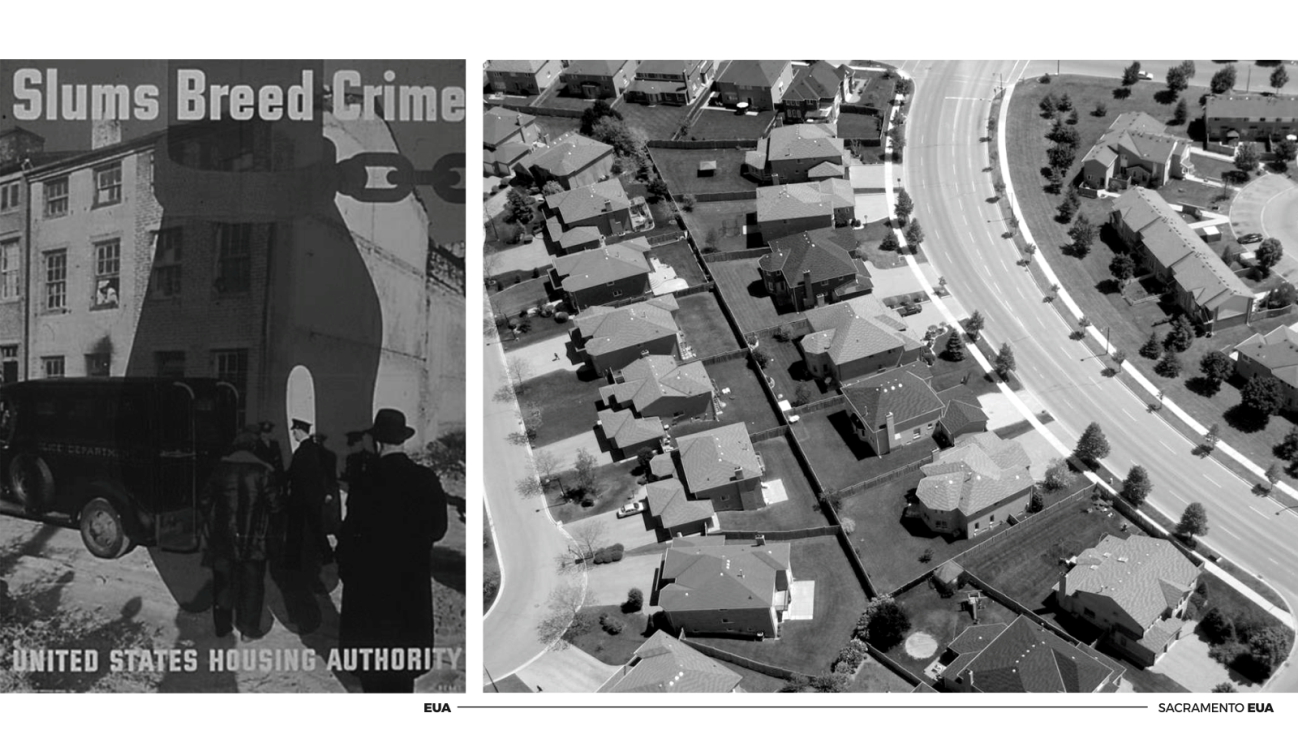 Slums Breed Crime
UNITED STATES HOUSING AUTHORITY
EUA
SACRAMENTO EUA